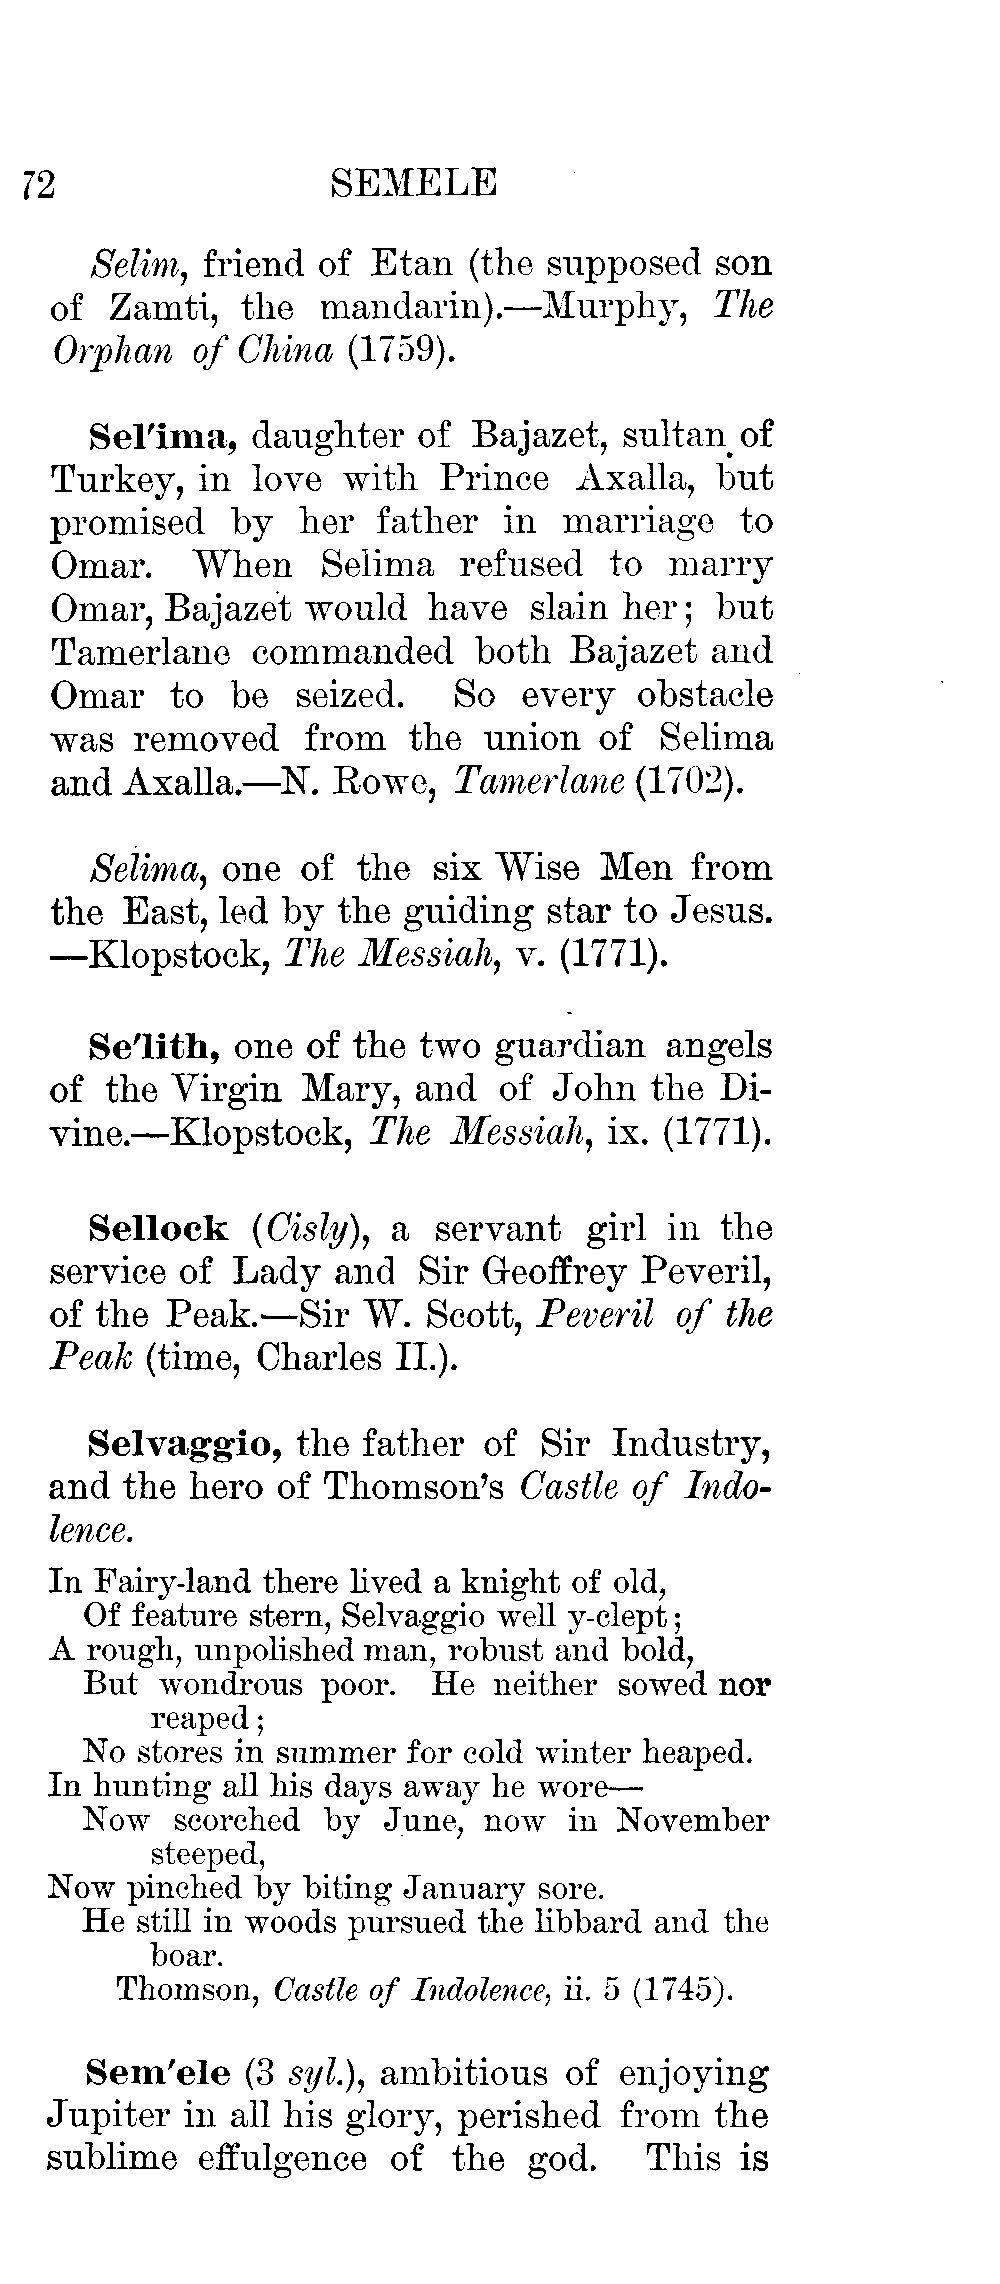 72 SEMELE
Selim, friend of Etan (the supposed son
of Zamti, the mandarin).—Murphy, The
Orphan of China (1759).
Sel′ima, daughter of Bajazet, sultan of
Turkey, in love with Prince Axalla, but
promised by her father in marriage to
Omar. When Selima refused to marry
Omar, Bajazet would have slain her; but
Tamerlane commanded both Bajazet and
Omar to be seized. So every obstacle
was removed from the union of Selima
and Axalla.—N. Rowe, Tamerlane (1702).
Selima, one of the six Wise Men from
the East, led by the guiding star to Jesus.
—Klopstock, The Messiah, v. (1771).
Se′lith, one of the two guardian angels
of the Virgin Mary, and of John the Di-
vine.—Klopstock, The Messiah, ix. (1771).
Sellock (Cisly), a servant girl in the
service of Lady and Sir Geoffrey Peveril,
of the Peak.—Sir W. Scott, Peveril of the
Peak (time, Charles II.).
Selvaggio, the father of Sir Industry,
and the hero of Thomson's Castle of Indo-
lence.
In Fairy-land there lived a knight of old,
Of feature stern, Selvaggio well y-clept;
A rough, unpolished man, robust and bold,
But wondrous poor. He neither sowed nor
reaped;
No stores in summer for cold winter heaped.
In hunting all his days away he wore—
Now scorched by June, now in November
steeped,
Now pinched by biting January sore.
He still in woods pursued the libbard and the
boar.
Thomson, Castle of Indolence, ii. 5 (1745).
Sem′ele (3 syl.), ambitious of enjoying
Jupiter in all his glory, perished from the
sublime effulgence of the god. This is